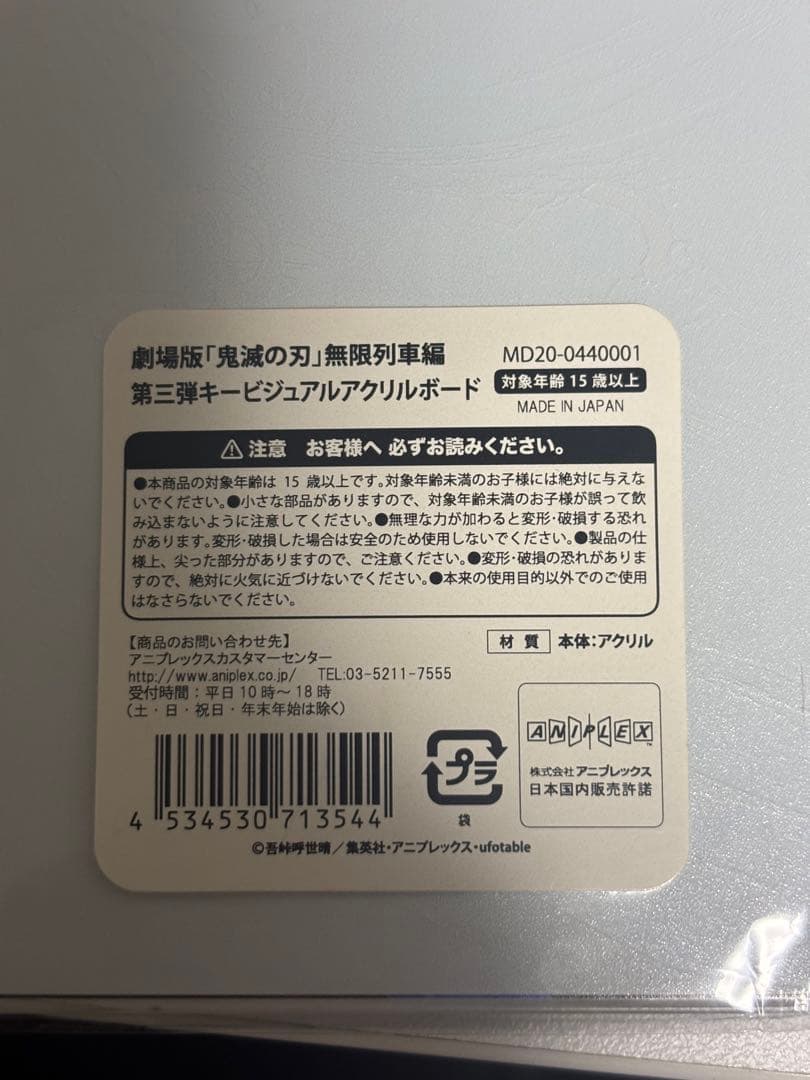 劇場版「鬼滅の刃」無限列車編
第三弾キービジュアルアクリルボード
MD20-0440001
対象年齢 15 歳以上
MADE IN JAPAN
⚠ 注意 お客様へ 必ずお読みください。
●本商品の対象年齢は 15 歳以上です。対象年齢未満のお子様には絶対に与えな
いでください。●小さな部品がありますので、対象年齢未満のお子様が誤って飲
み込まないように注意してください。●無理な力が加わると変形・破損する恐れ
があります。変形・破損した場合は安全のため使用しないでください。●製品の仕
様上、尖った部分がありますので、ご注意ください。●変形・破損の恐れがありま
すので、絶対に火気に近づけないでください。●本来の使用目的以外でのご使用
はなさらないでください。
【商品のお問い合わせ先】
アニプレックスカスタマーセンター
http://www.aniplex.co.jp/ TEL:03-5211-7555
受付時間:平日 10 時～ 18 時
(土・日・祝日・年末年始は除く)
材 質 本体:アクリル
4 534530 713544
プラ
袋
ANIPLEX™
株式会社 アニプレックス
日本国内販売許諾
©吾峠呼世晴／集英社・アニプレックス・ufotable